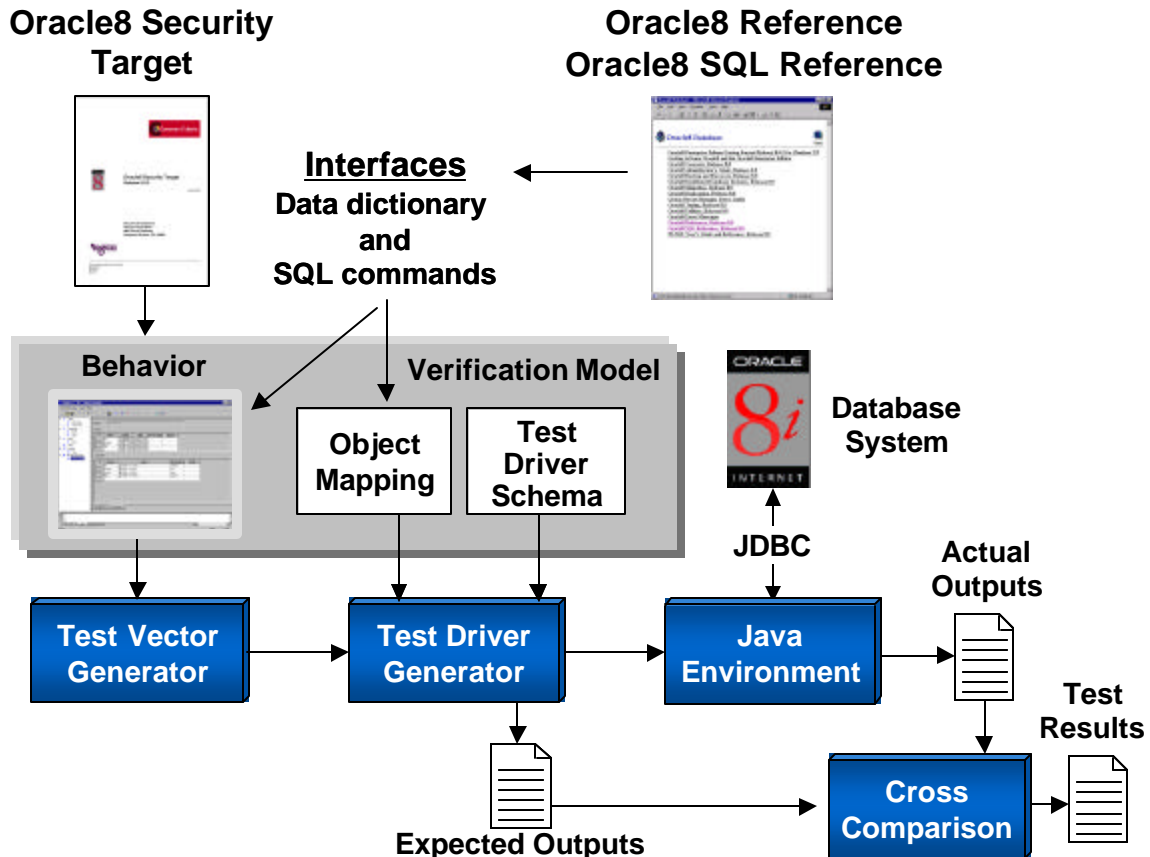 Oracle8 Security
Target
Oracle8 Reference
Oracle8 SQL Reference
Interfaces
Data dictionary
and
SQL commands
Behavior
Verification Model
Object
Mapping
Test
Driver
Schema
ORACLE
8i
INTERNET
Database
System
JDBC
Actual
Outputs
Test Vector
Generator
Test Driver
Generator
Java
Environment
Test
Results
Cross
Comparison
Expected Outputs